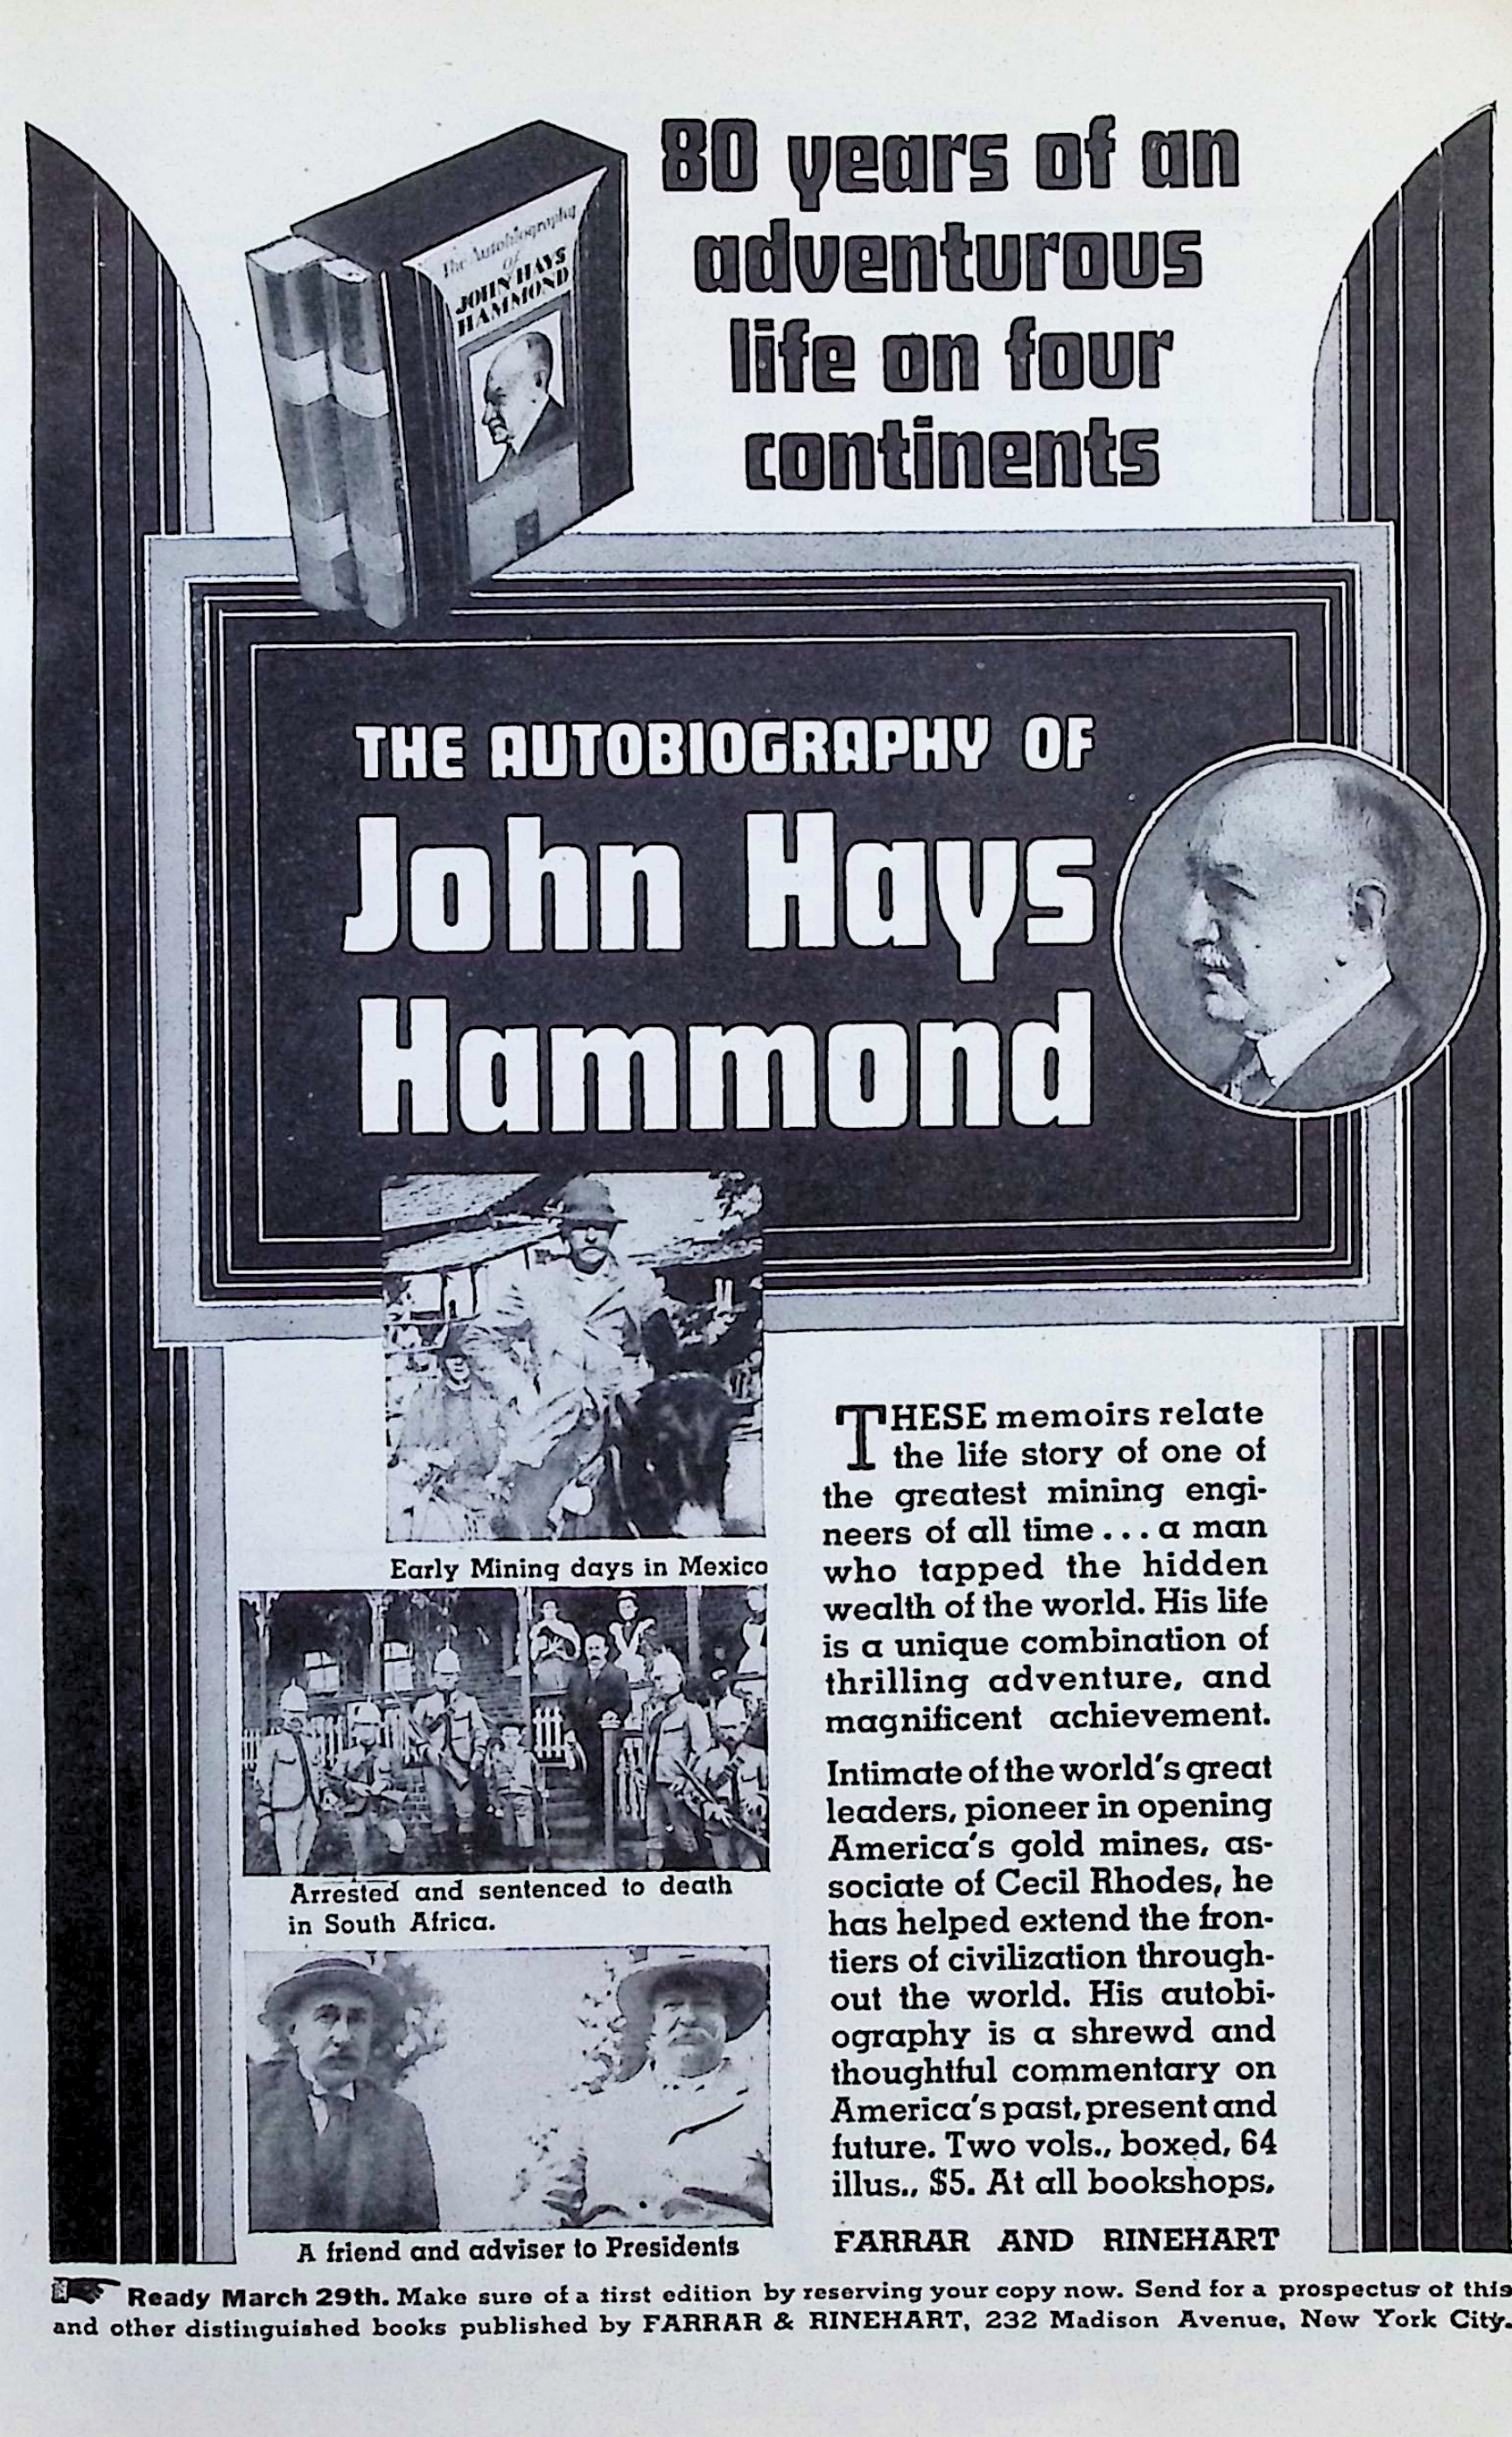 80 years of an
adventurous
life on four
continents
The Autobiography
of
JOHN HAYS
HAMMOND
THE AUTOBIOGRAPHY OF
John Hays
Hammond
Early Mining days in Mexico
Arrested and sentenced to death
in South Africa.
A friend and adviser to Presidents
THESE memoirs relate
the life story of one of
the greatest mining engi-
neers of all time... a man
who tapped the hidden
wealth of the world. His life
is a unique combination of
thrilling adventure, and
magnificent achievement.
Intimate of the world's great
leaders, pioneer in opening
America's gold mines, as-
sociate of Cecil Rhodes, he
has helped extend the fron-
tiers of civilization through-
out the world. His autobi-
ography is a shrewd and
thoughtful commentary on
America's past, present and
future. Two vols., boxed, 64
illus., $5. At all bookshops,
FARRAR AND RINEHART
Ready March 29th. Make sure of a first edition by reserving your copy now. Send for a prospectus of this
and other distinguished books published by FARRAR & RINEHART, 232 Madison Avenue, New York City.